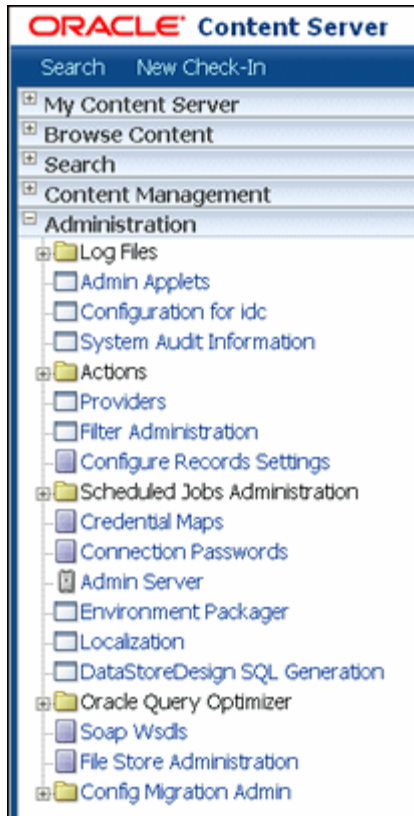 ORACLE Content Server
Search New Check-In
My Content Server
Browse Content
Search
Content Management
Administration
Log Files
Admin Applets
Configuration for idc
System Audit Information
Actions
Providers
Filter Administration
Configure Records Settings
Scheduled Jobs Administration
Credential Maps
Connection Passwords
Admin Server
Environment Packager
Localization
DataStoreDesign SQL Generation
Oracle Query Optimizer
Soap Wsdls
File Store Administration
Config Migration Admin